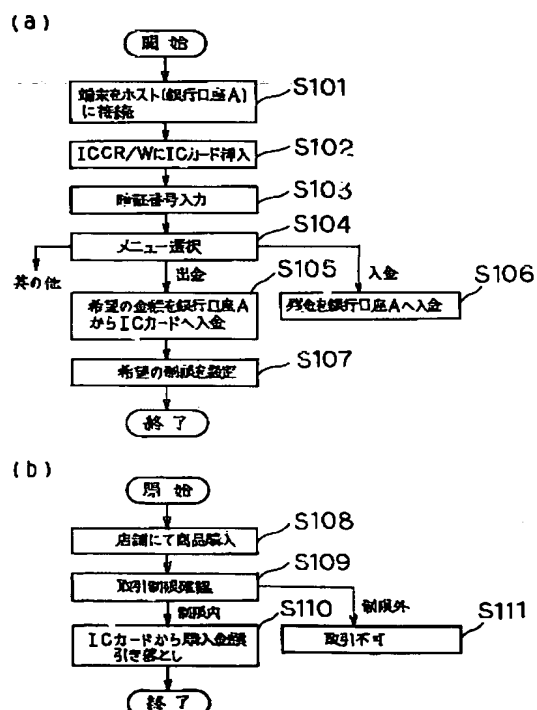 (a)
開始
端末をホスト(銀行口座A)
に接続
S101
ICCR/WにICカード挿入
S102
暗証番号入力
S103
メニュー選択
S104
其の他
出金
入金
希望の金額を銀行口座A
からICカードへ入金
S105
残金を銀行口座Aへ入金
S106
希望の制限を設定
S107
終了
(b)
開始
店舗にて商品購入
S108
取引制限確認
S109
制限内
制限外
ICカードから購入金額
引き落とし
S110
取引不可
S111
終了